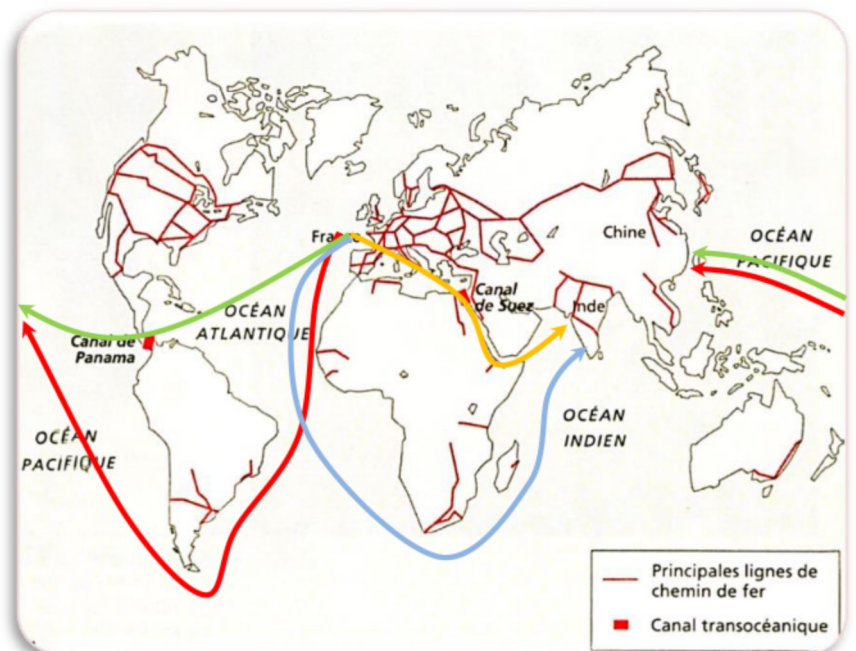 France
Chine
OCÉAN
PACIFIQUE
Canal
de Suez
Inde
OCÉAN
ATLANTIQUE
Canal de
Panama
OCÉAN
INDIEN
OCÉAN
PACIFIQUE
Principales lignes de
chemin de fer
Canal transocéanique